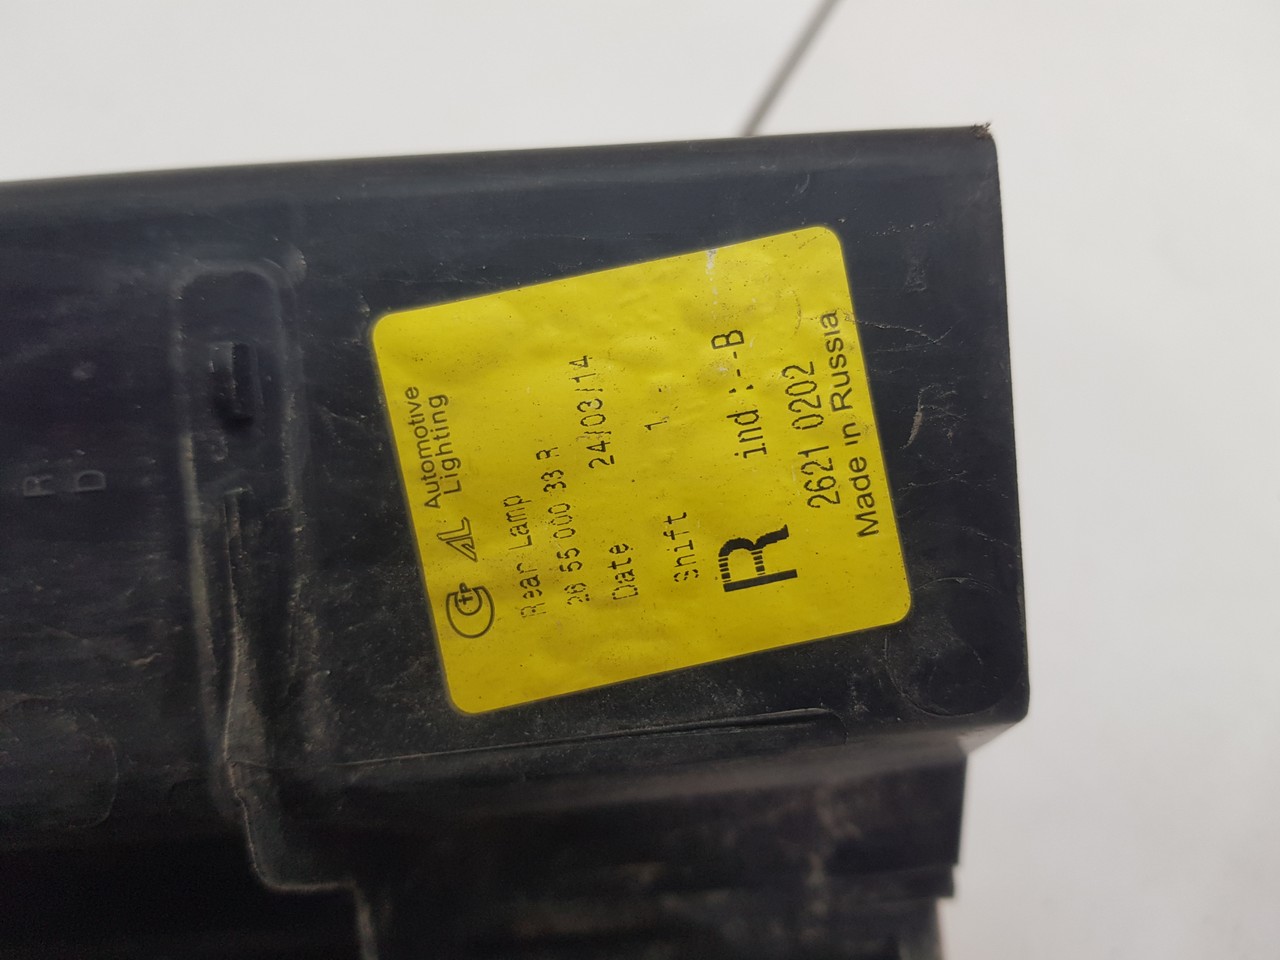 Automotive
Lighting
Rear Lamp
26 55 000 33 R
Date 24/03/14
Shift 1
R ind :--B
2621 0202
Made in Russia
R
D